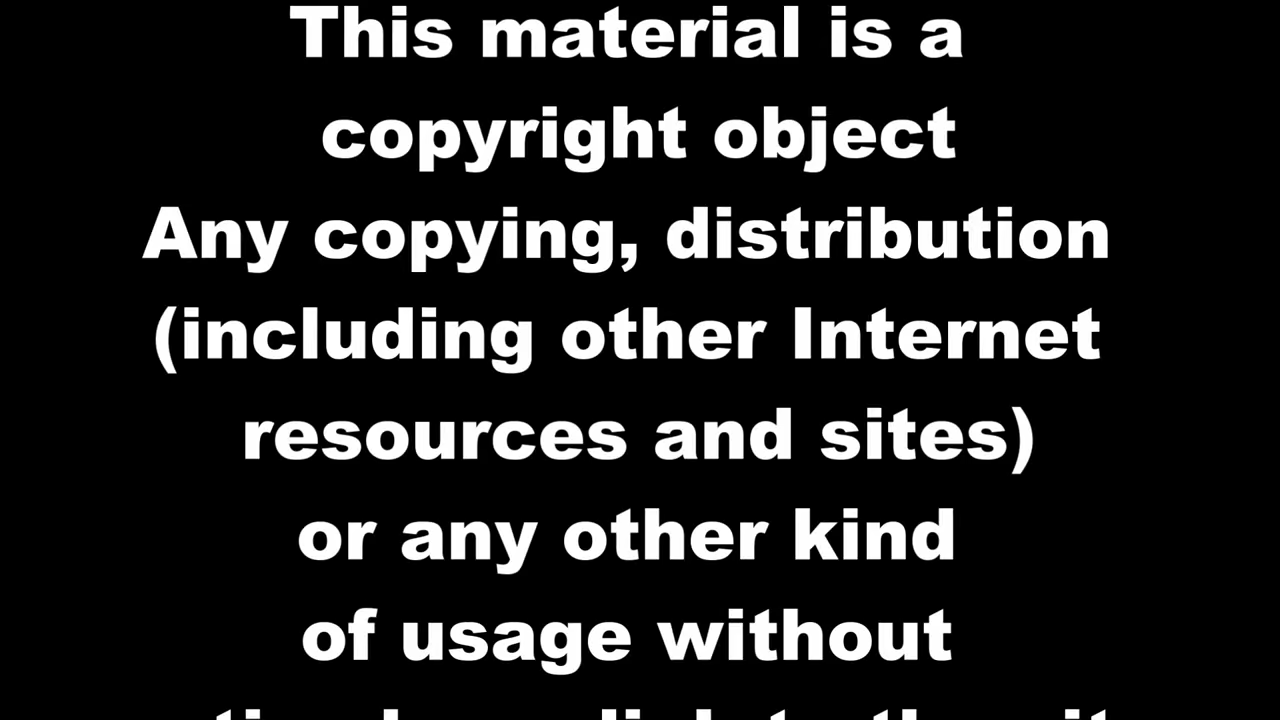 This material is a
copyright object
Any copying, distribution
(including other Internet
resources and sites)
or any other kind
of usage without